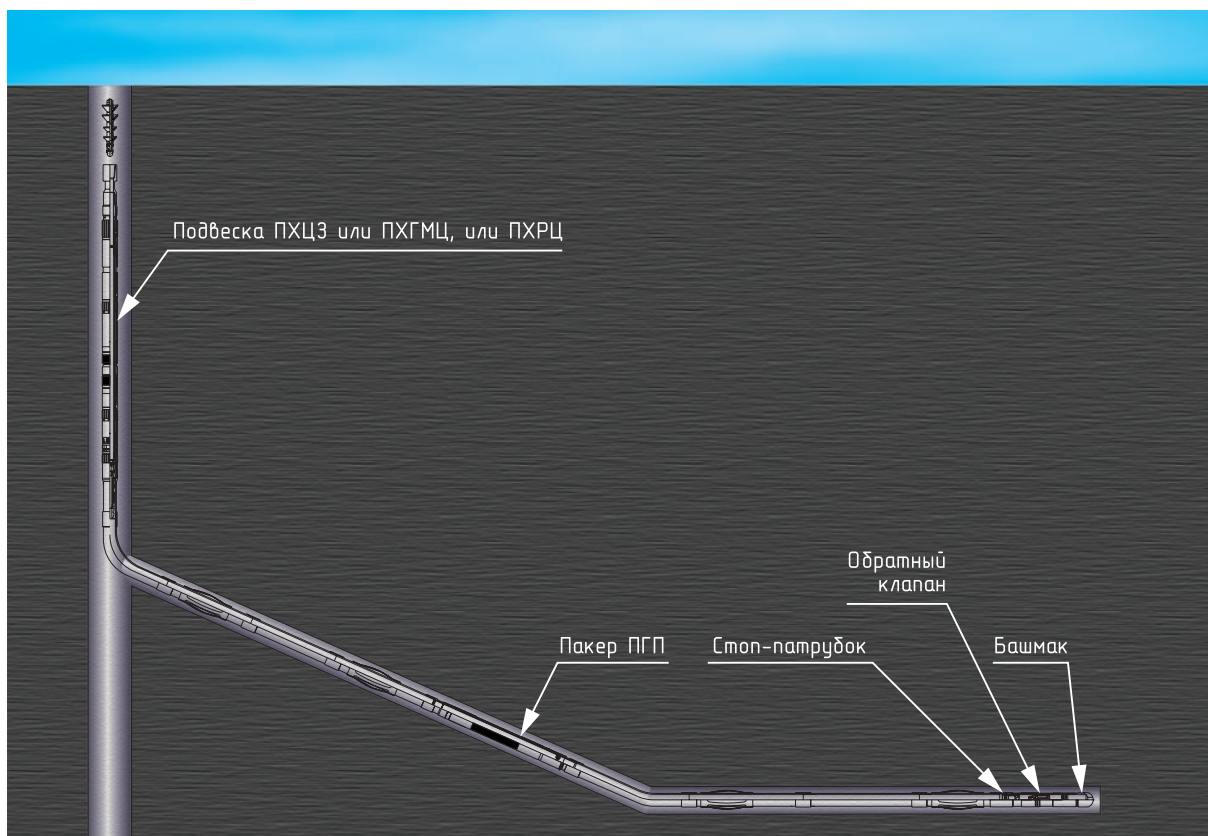 Подвеска ПХЦЗ или ПХГМЦ, или ПХРЦ
Обратный
клапан
Пакер ПГП
Стоп-патрубок
Башмак